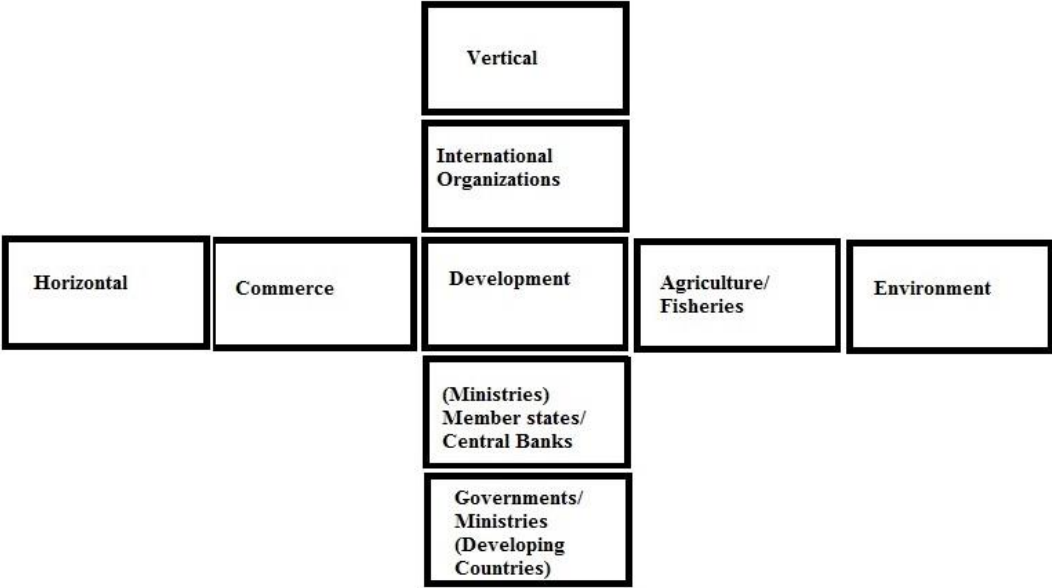 Vertical
International
Organizations
Horizontal
Commerce
Development
Agriculture/
Fisheries
Environment
(Ministries)
Member states/
Central Banks
Governments/
Ministries
(Developing
Countries)